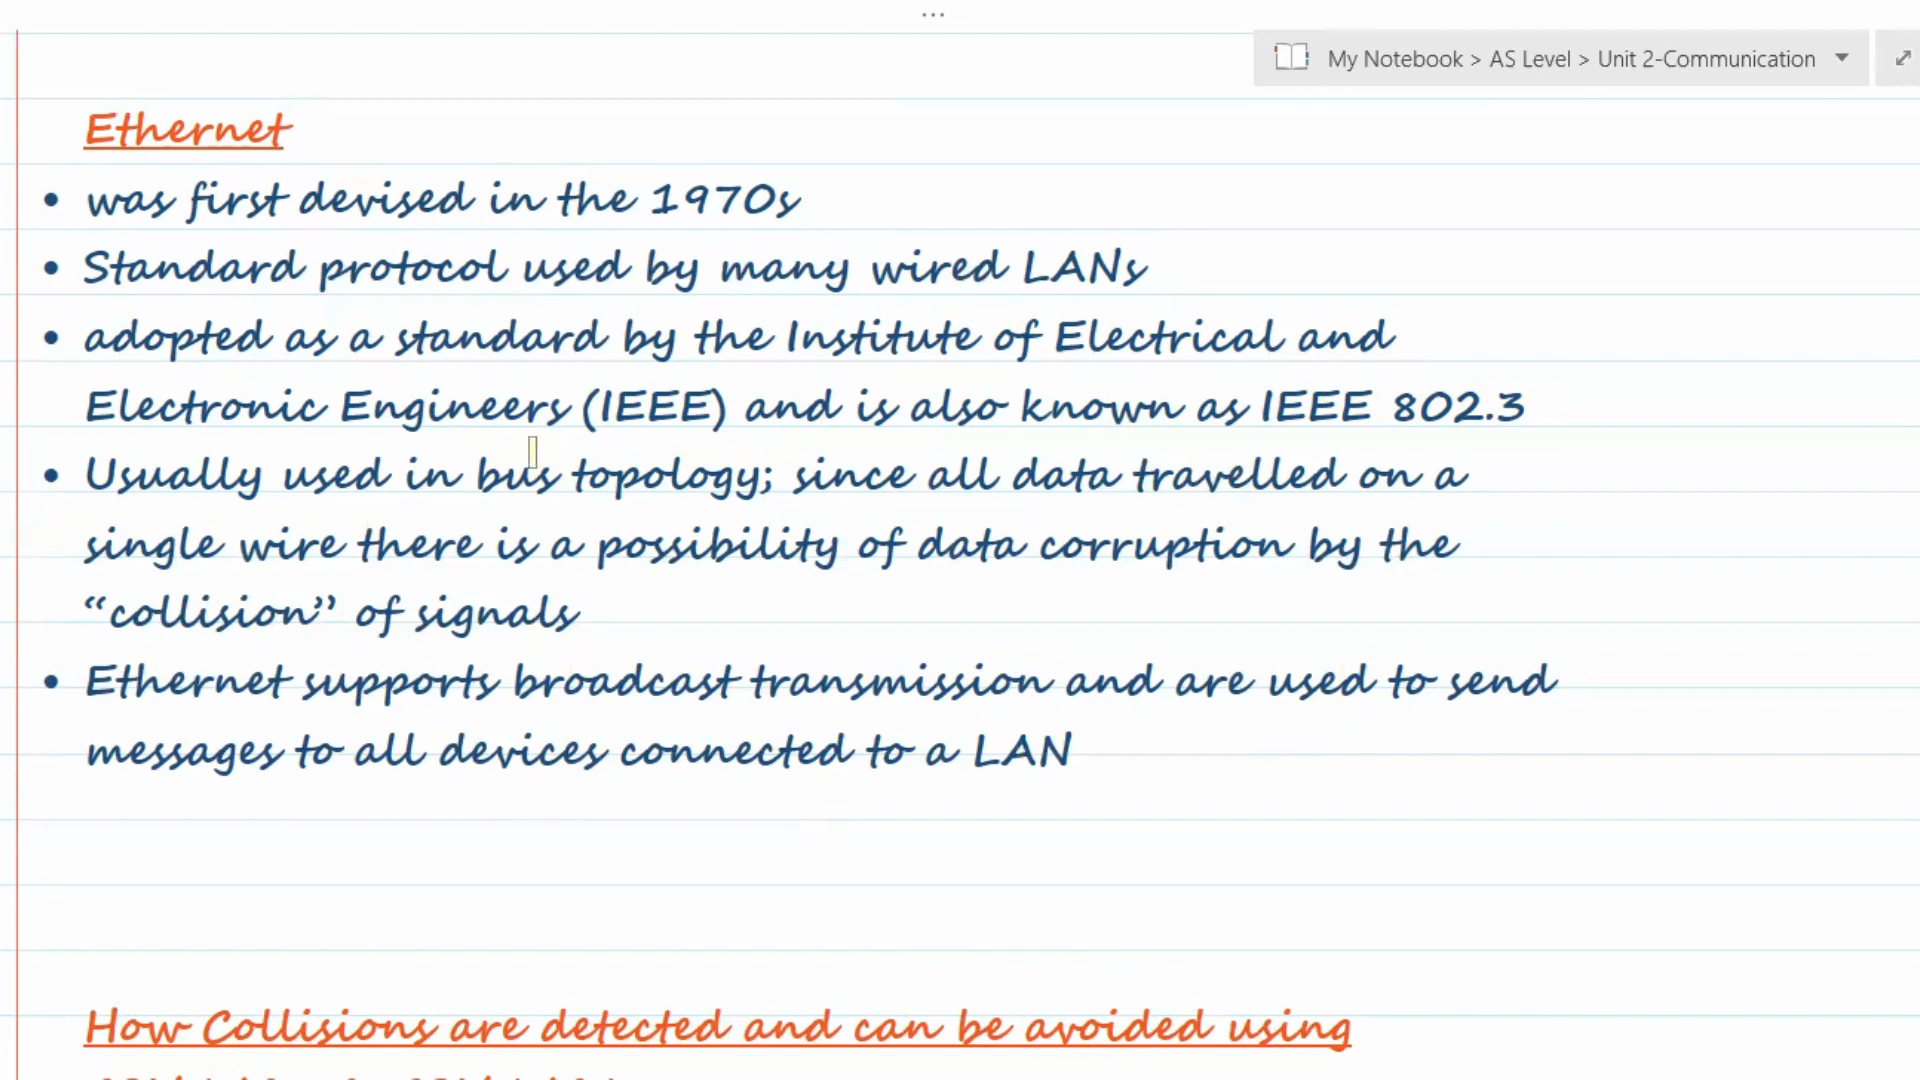 ...
My Notebook > AS Level > Unit 2-Communication
Ethernet
• was first devised in the 1970s
• Standard protocol used by many wired LANs
• adopted as a standard by the Institute of Electrical and
Electronic Engineers (IEEE) and is also known as IEEE 802.3
• Usually used in bus topology; since all data travelled on a
single wire there is a possibility of data corruption by the
“collision” of signals
• Ethernet supports broadcast transmission and are used to send
messages to all devices connected to a LAN
How Collisions are detected and can be avoided using